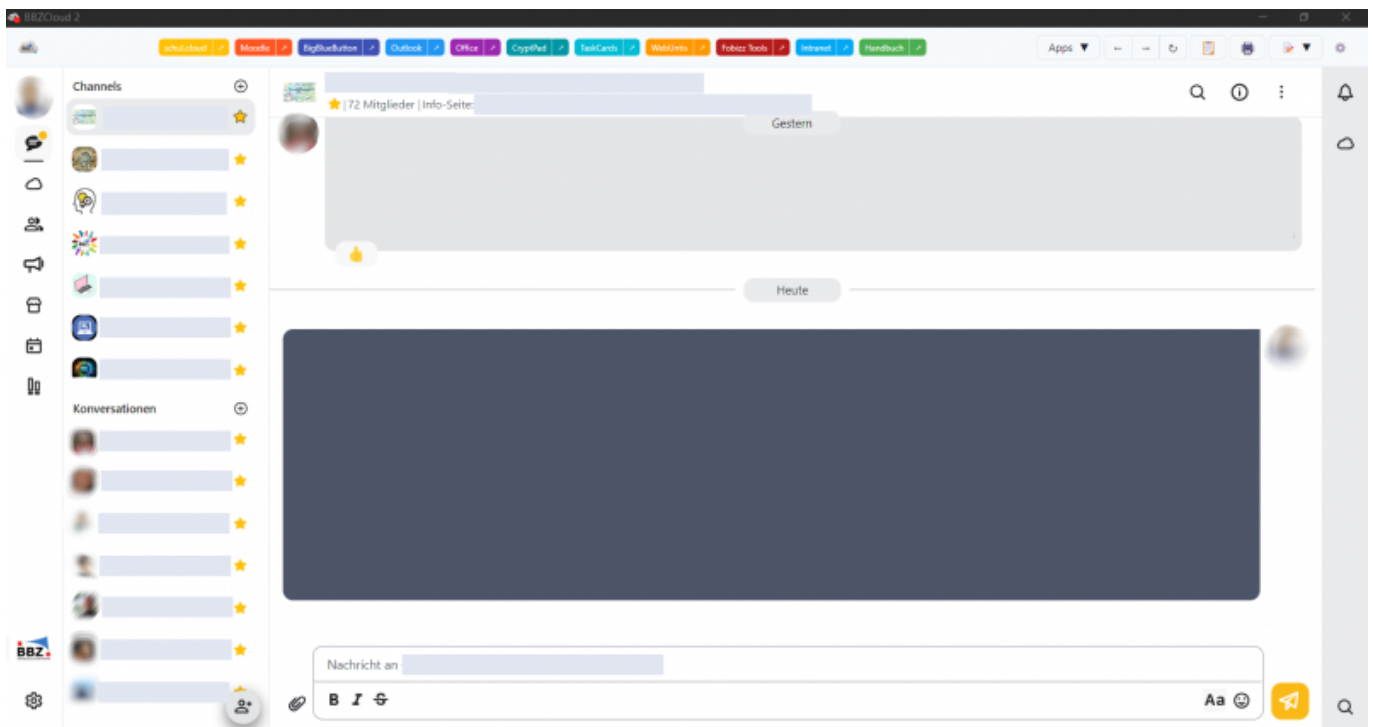 BBZCloud 2
schul.cloud Moodle BigBlueButton Outlook Office CryptPad TaskCards WebUntis Fobizz Tools Intranet Handbuch Apps
Channels
| 72 Mitglieder | Info-Seite:
Gestern
Heute
Konversationen
BBZ
Nachricht an
B I S
Aa